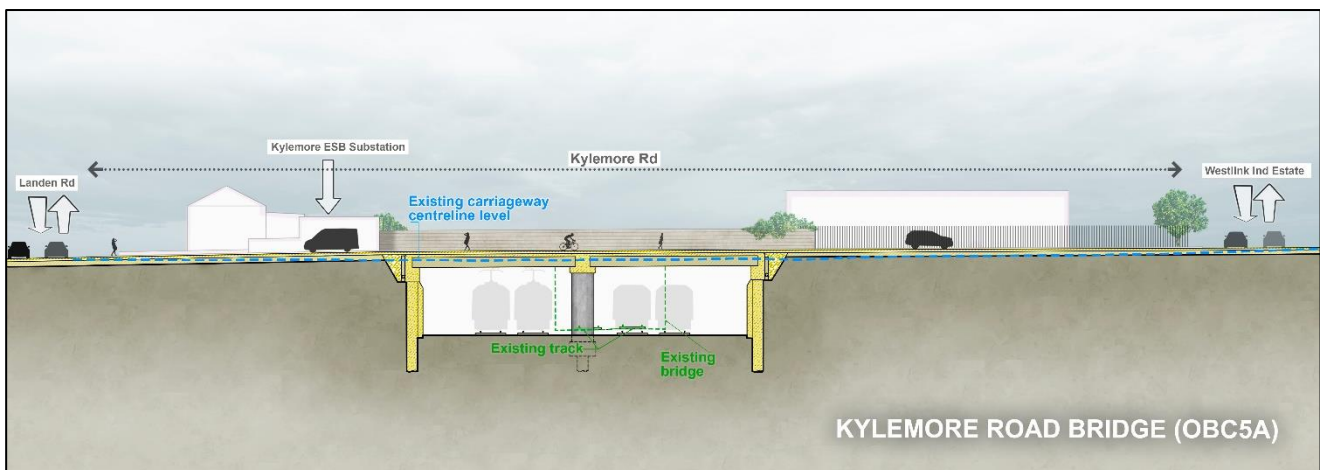 Kylemore ESB Substation
Kylemore Rd
Landen Rd
Westlink Ind Estate
Existing carriageway
centreline level
Existing track
Existing
bridge
KYLEMORE ROAD BRIDGE (OBC5A)